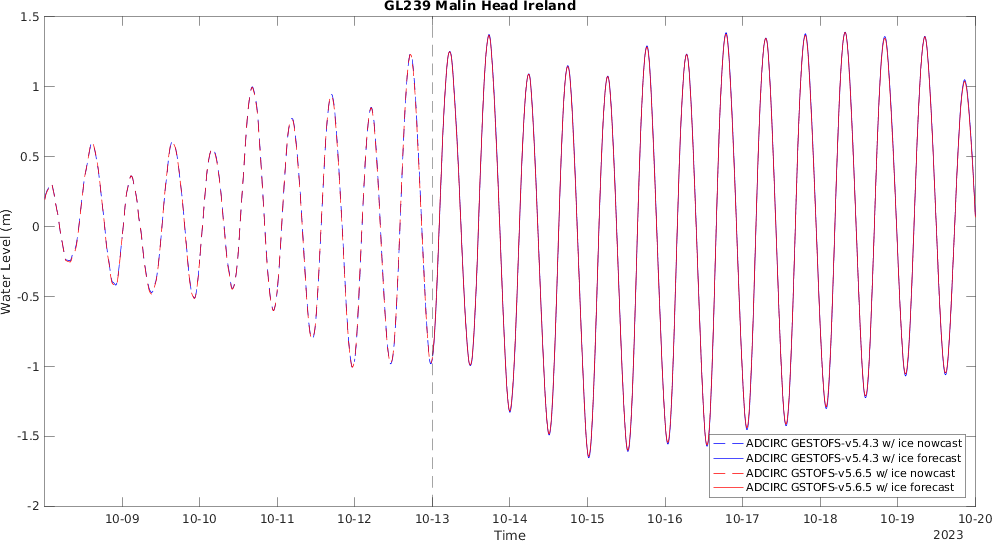 GL239 Malin Head Ireland
1.5
1
0.5
0
-0.5
-1
-1.5
-2
Water Level (m)
ADCIRC GESTOFS-v5.4.3 w/ ice nowcast
ADCIRC GESTOFS-v5.4.3 w/ ice forecast
ADCIRC GSTOFS-v5.6.5 w/ ice nowcast
ADCIRC GSTOFS-v5.6.5 w/ ice forecast
10-09 10-10 10-11 10-12 10-13 10-14 10-15 10-16 10-17 10-18 10-19 10-20
Time
2023